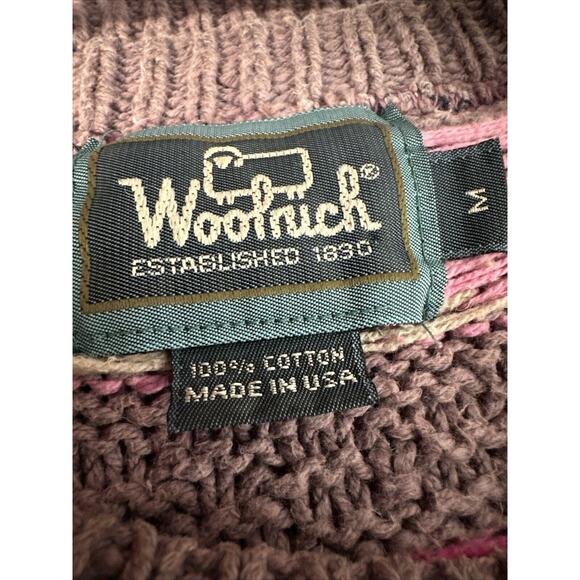 Woolrich®
ESTABLISHED 1830
M
100% COTTON
MADE IN USA